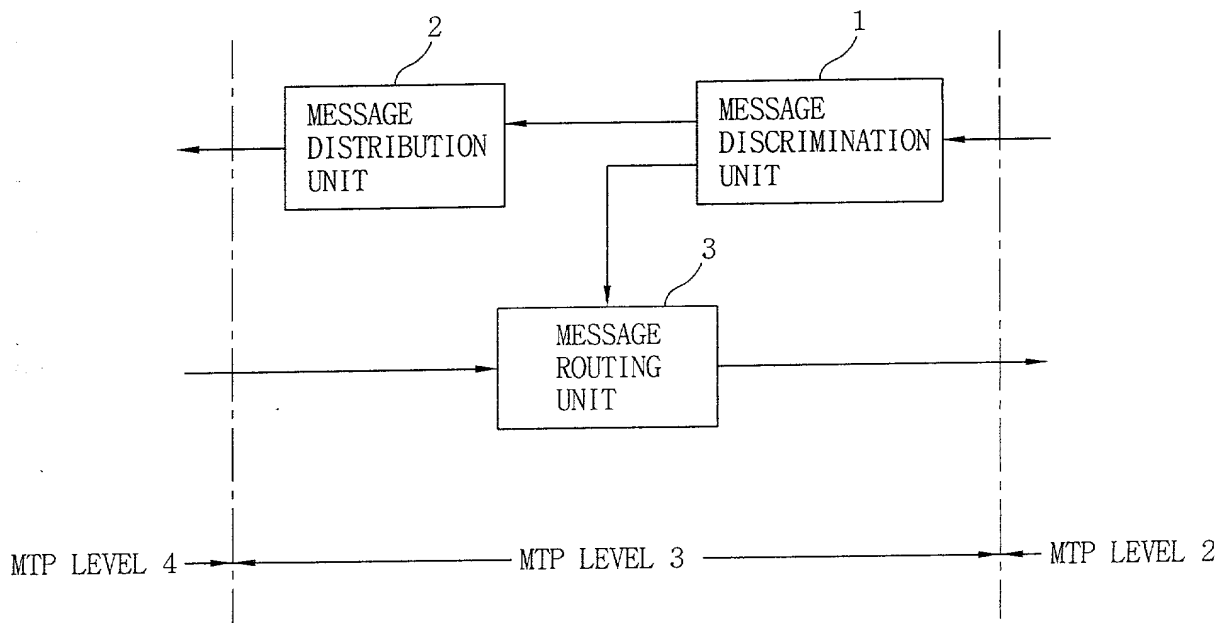 2
1
MESSAGE
DISTRIBUTION
UNIT
MESSAGE
DISCRIMINATION
UNIT
3
MESSAGE
ROUTING
UNIT
MTP LEVEL 4
MTP LEVEL 3
MTP LEVEL 2